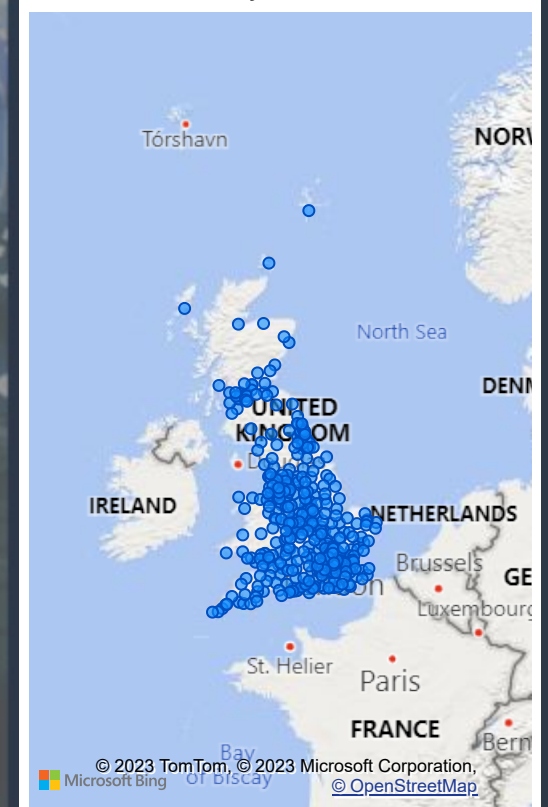 Tórshavn
NORW
North Sea
DENM
UNITED
KINGDOM
IRELAND
NETHERLANDS
Brussels
GE
Luxembourg
St. Helier
Paris
FRANCE
Bern
Bay
of Biscay
© 2023 TomTom, © 2023 Microsoft Corporation,
Microsoft Bing
© OpenStreetMap